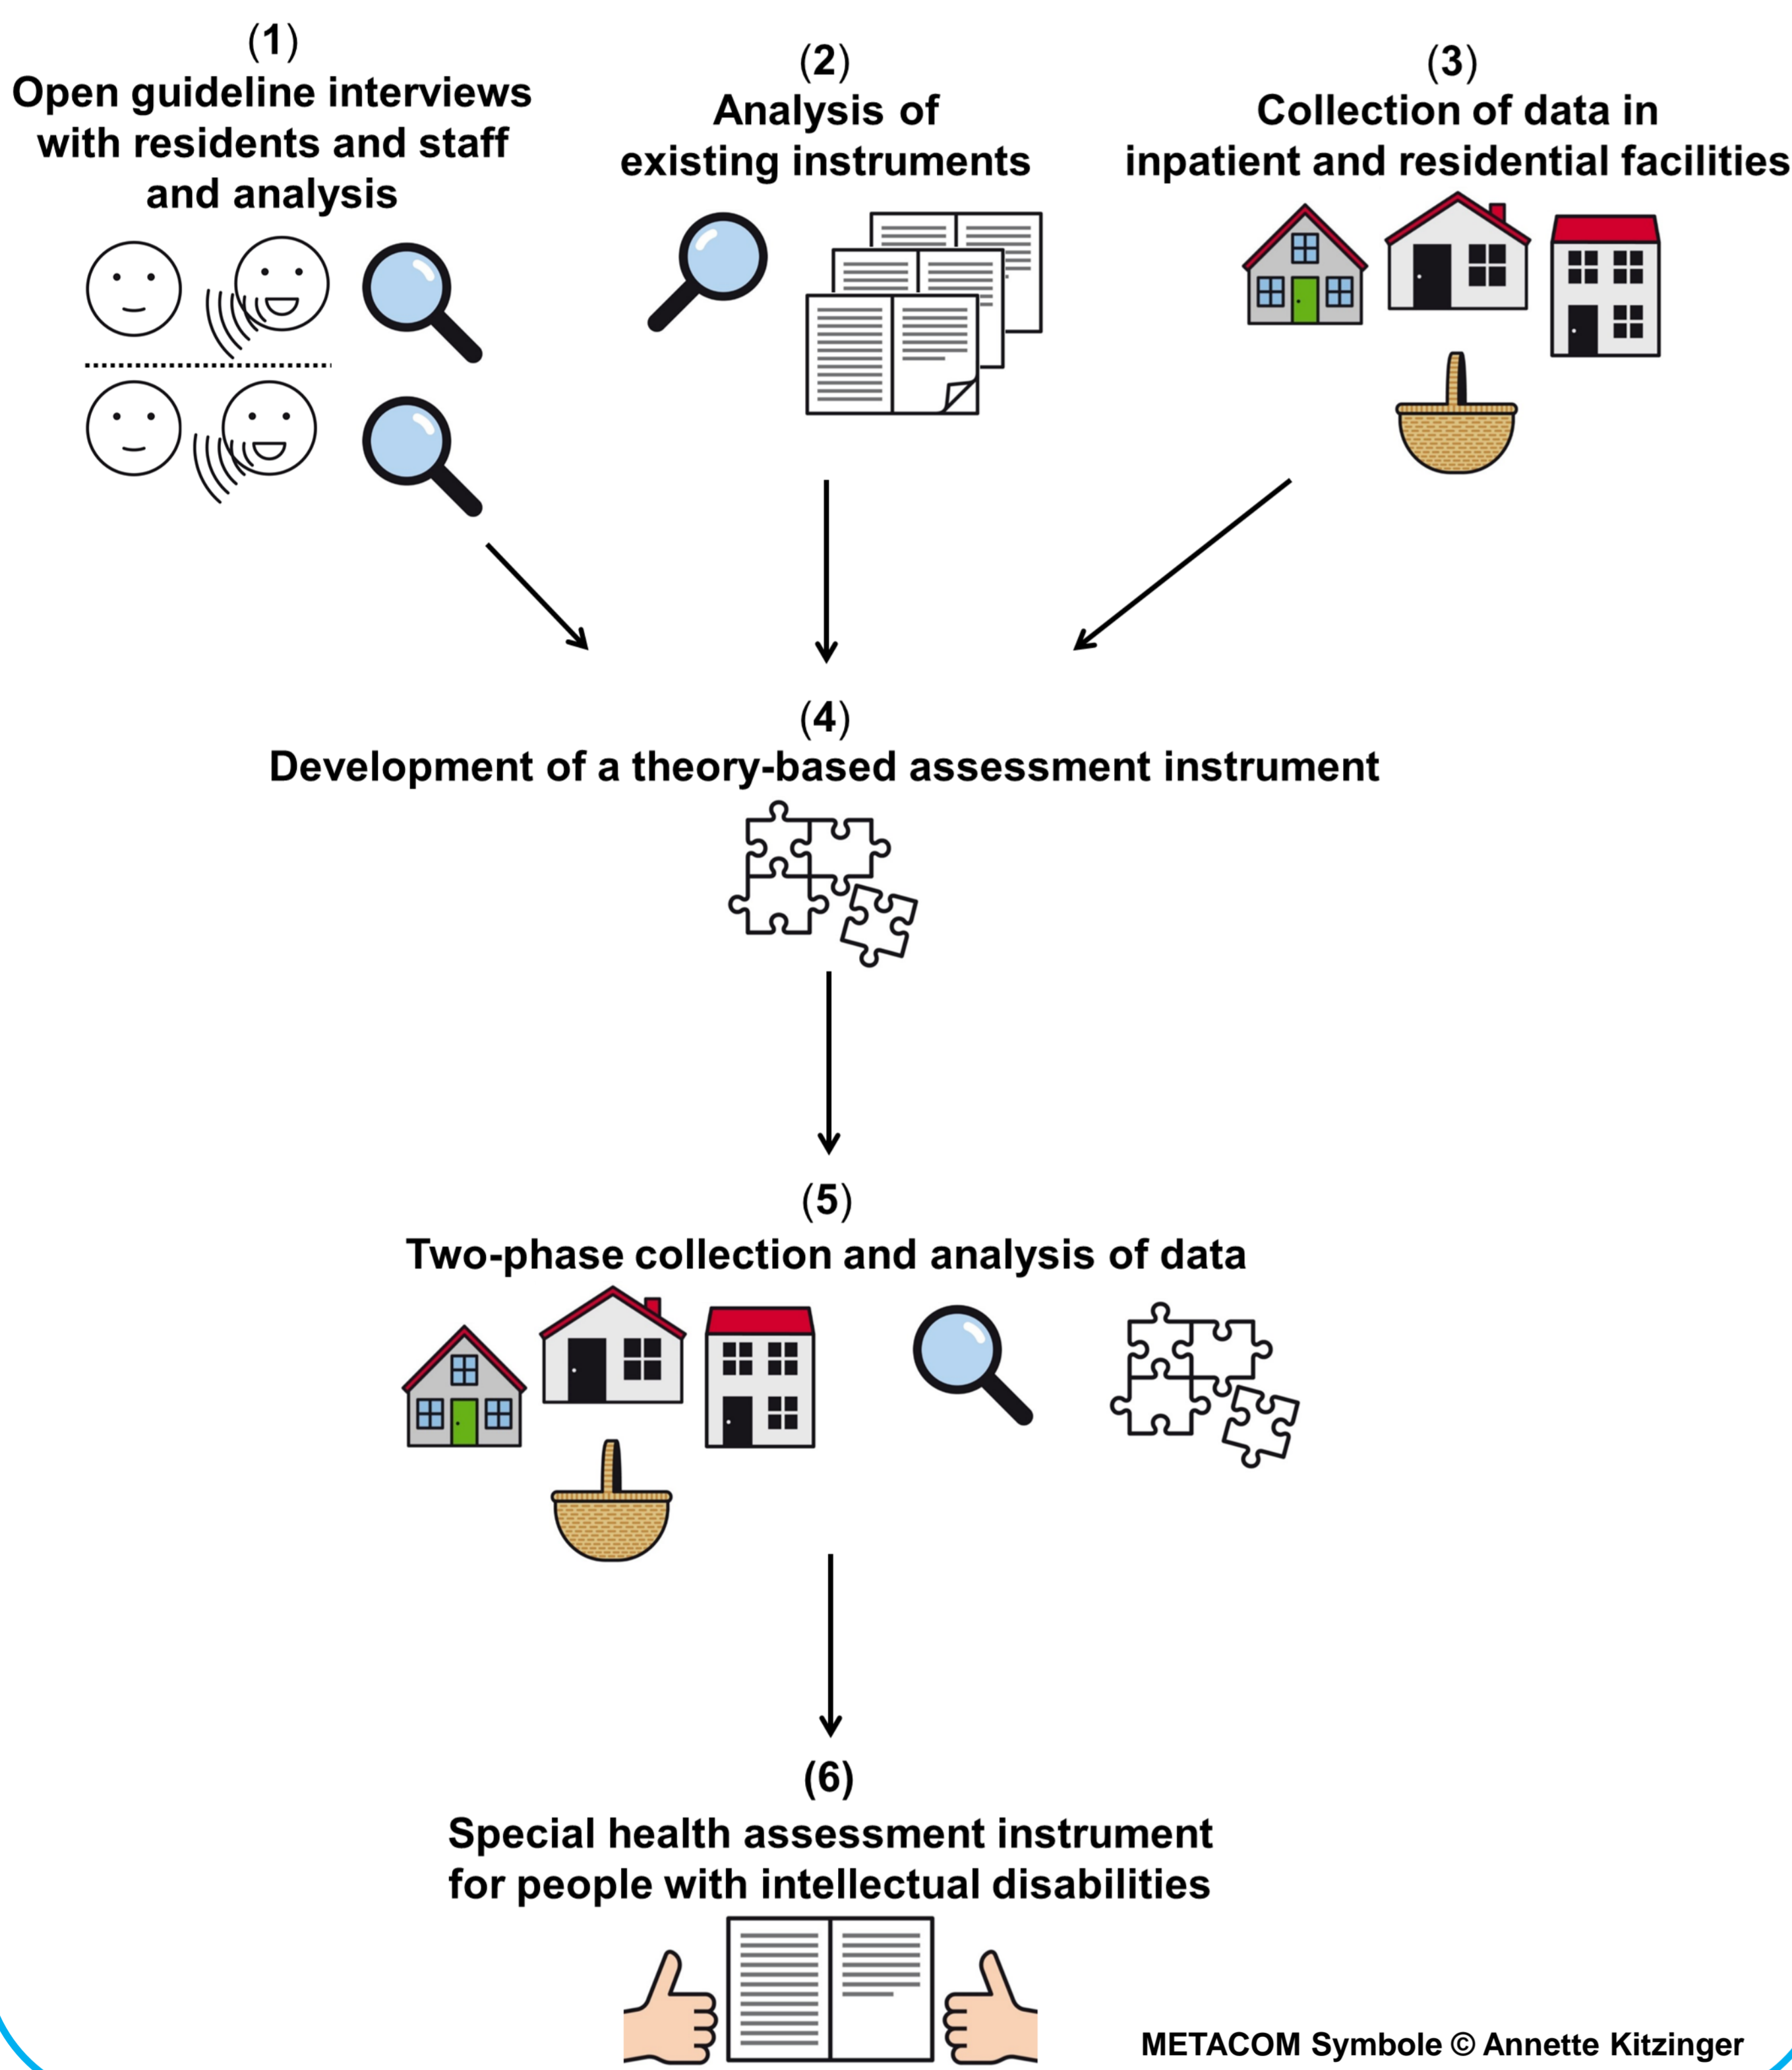 (1)
Open guideline interviews
with residents and staff
and analysis
(2)
Analysis of
existing instruments
(3)
Collection of data in
inpatient and residential facilities
(4)
Development of a theory-based assessment instrument
(5)
Two-phase collection and analysis of data
(6)
Special health assessment instrument
for people with intellectual disabilities
METACOM Symbole © Annette Kitzinger